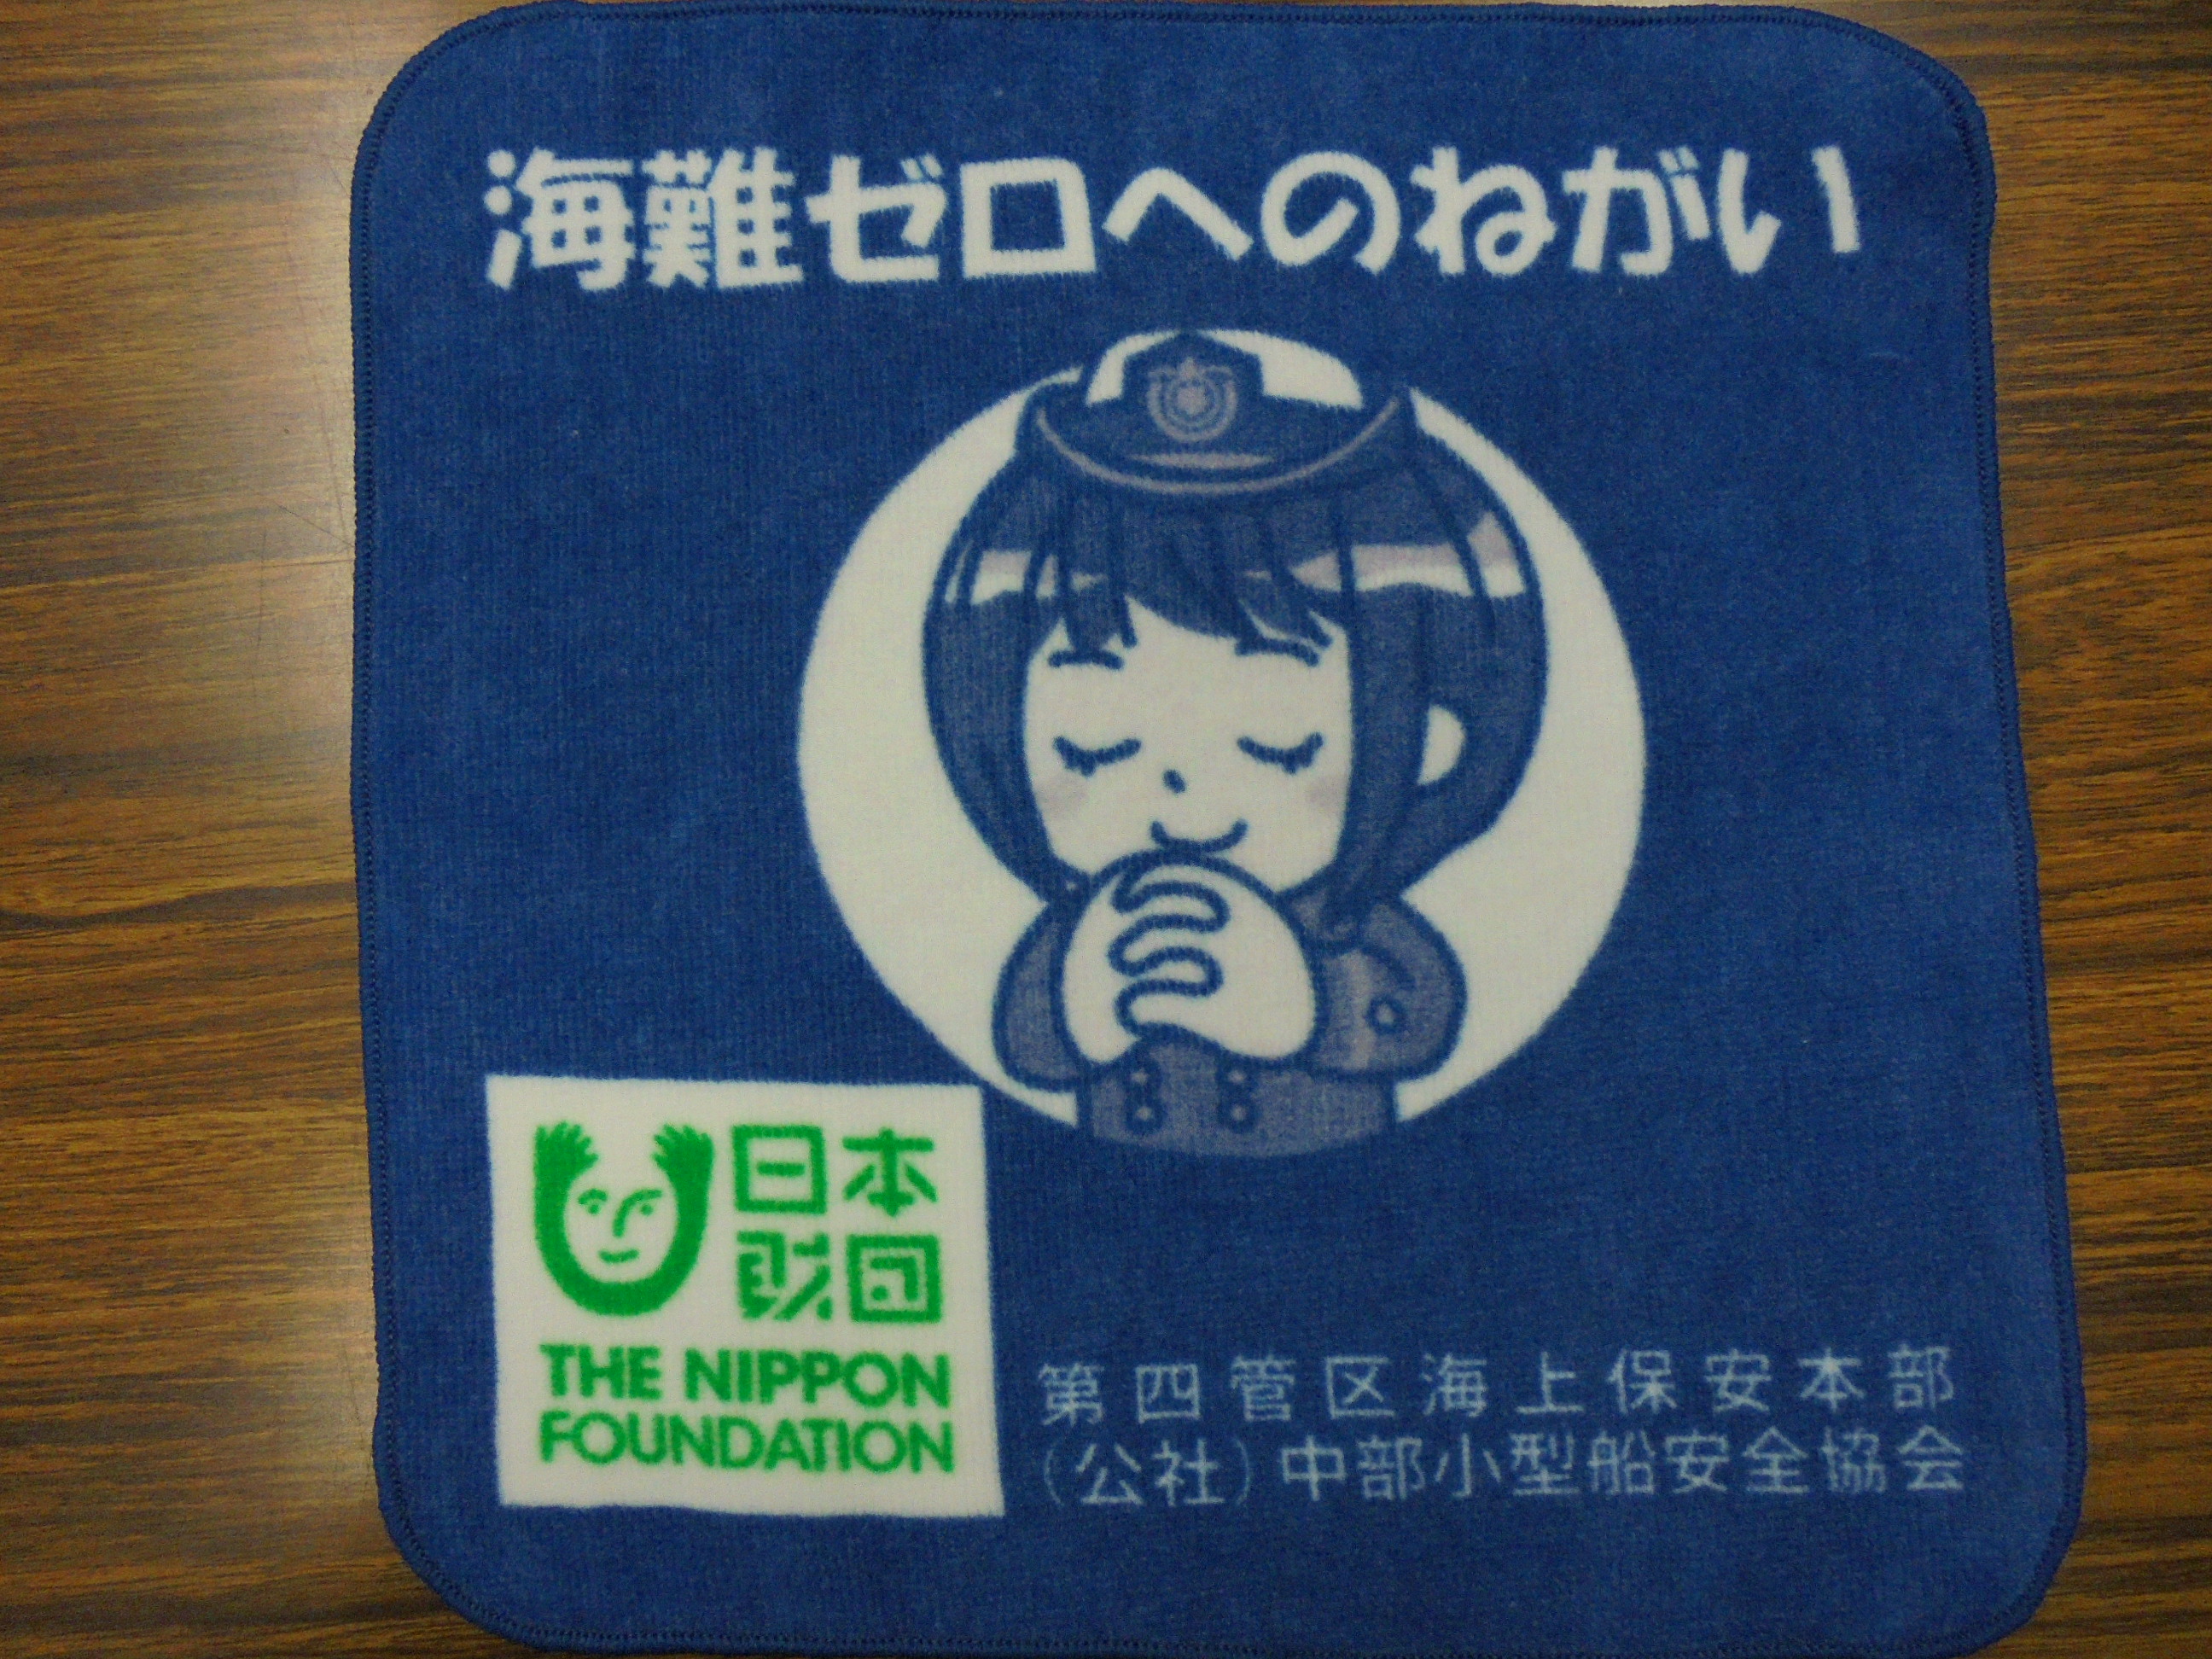 海難ゼロへのねがい
日本
財団
THE NIPPON
FOUNDATION
第四管区海上保安本部
(公社)中部小型船安全協会